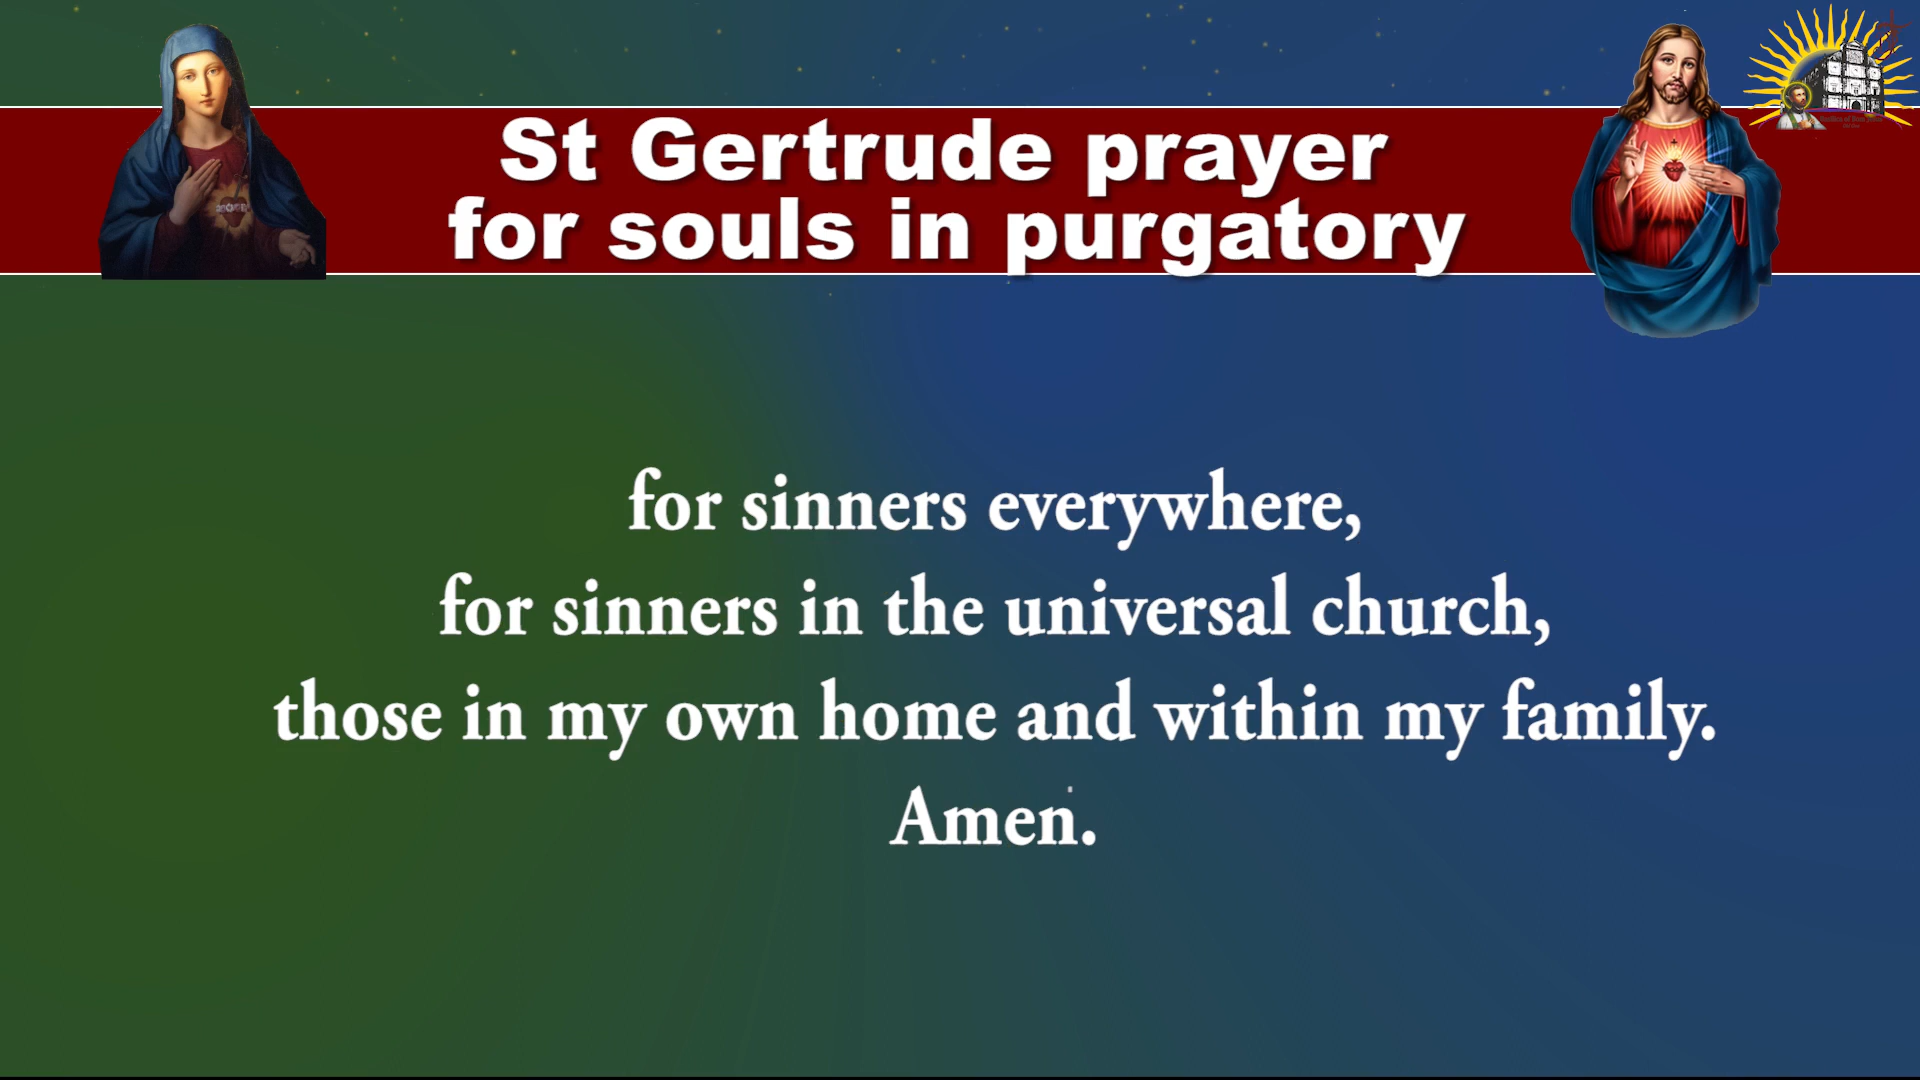 St Gertrude prayer
for souls in purgatory
for sinners everywhere,
for sinners in the universal church,
those in my own home and within my family.
Amen.